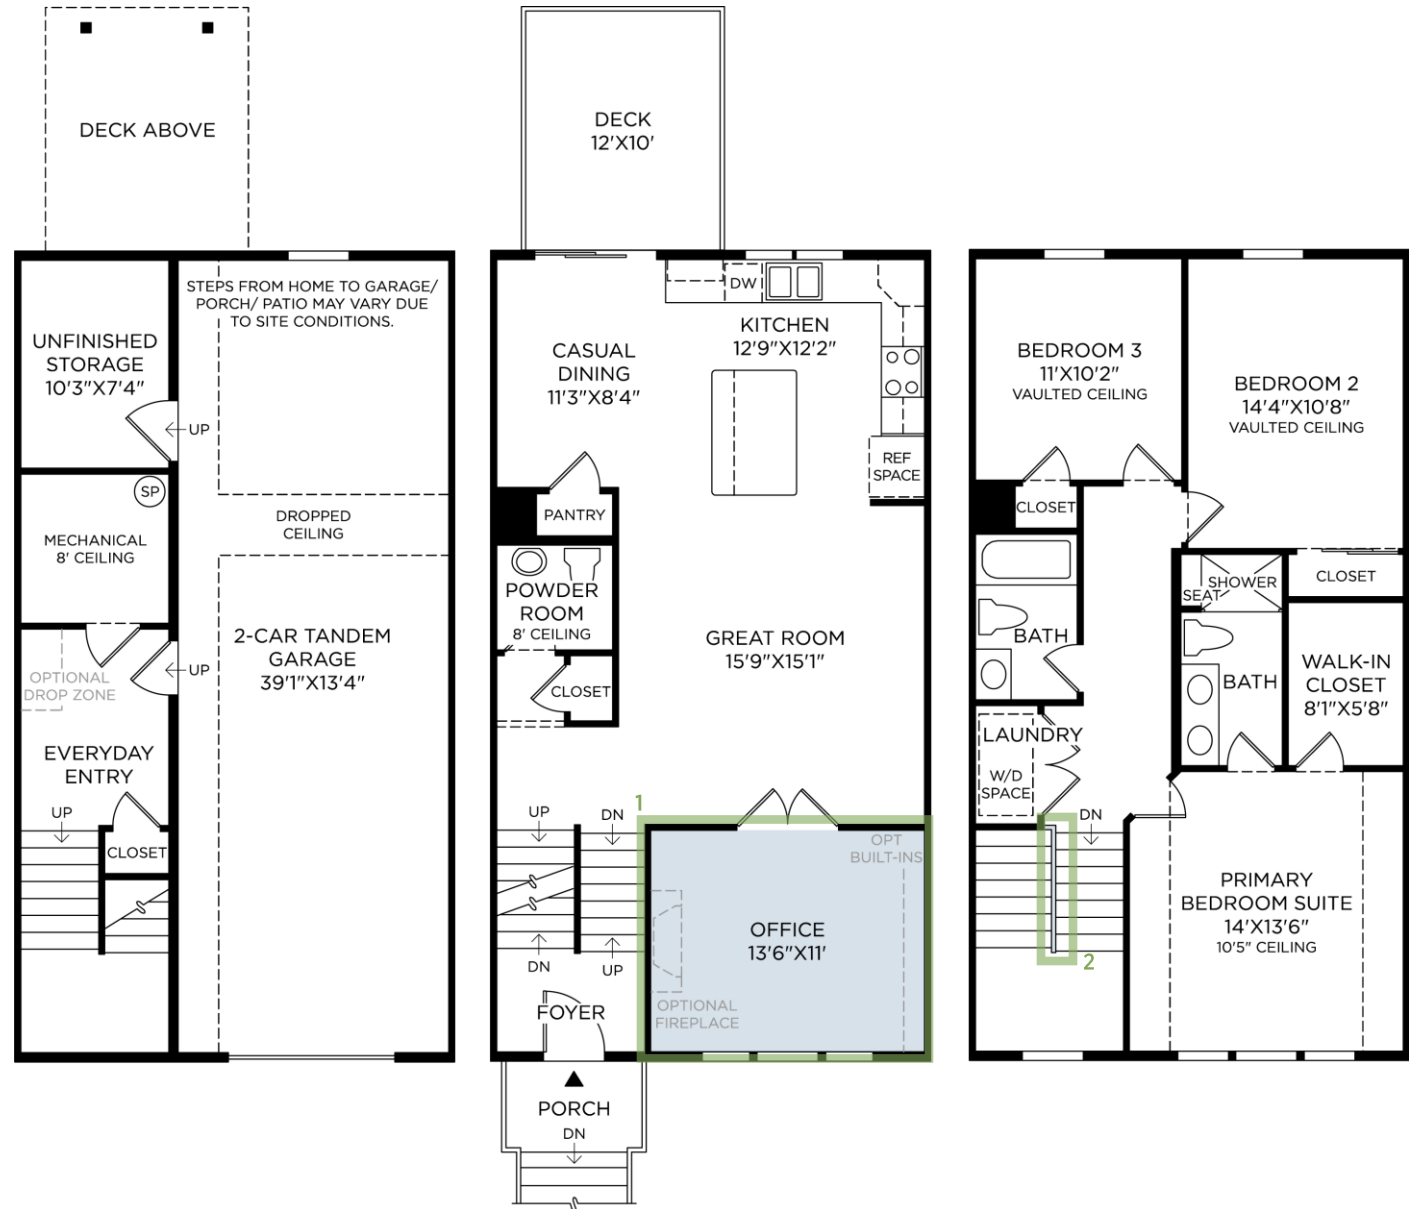 DECK ABOVE
STEPS FROM HOME TO GARAGE/
PORCH/ PATIO MAY VARY DUE
TO SITE CONDITIONS.
UNFINISHED
STORAGE
10'3"X7'4"
UP
SP
MECHANICAL
8' CEILING
DROPPED
CEILING
2-CAR TANDEM
GARAGE
39'1"X13'4"
UP
OPTIONAL
DROP ZONE
EVERYDAY
ENTRY
UP
CLOSET
DECK
12'X10'
DW
KITCHEN
12'9"X12'2"
CASUAL
DINING
11'3"X8'4"
REF
SPACE
PANTRY
POWDER
ROOM
8' CEILING
GREAT ROOM
15'9"X15'1"
CLOSET
1
UP
DN
OPT
BUILT-INS
OFFICE
13'6"X11'
DN
UP
OPTIONAL
FIREPLACE
FOYER
PORCH
DN
BEDROOM 3
11'X10'2"
VAULTED CEILING
BEDROOM 2
14'4"X10'8"
VAULTED CEILING
CLOSET
SHOWER
SEAT
CLOSET
BATH
BATH
WALK-IN
CLOSET
8'1"X5'8"
LAUNDRY
W/D
SPACE
DN
PRIMARY
BEDROOM SUITE
14'X13'6"
10'5" CEILING
2